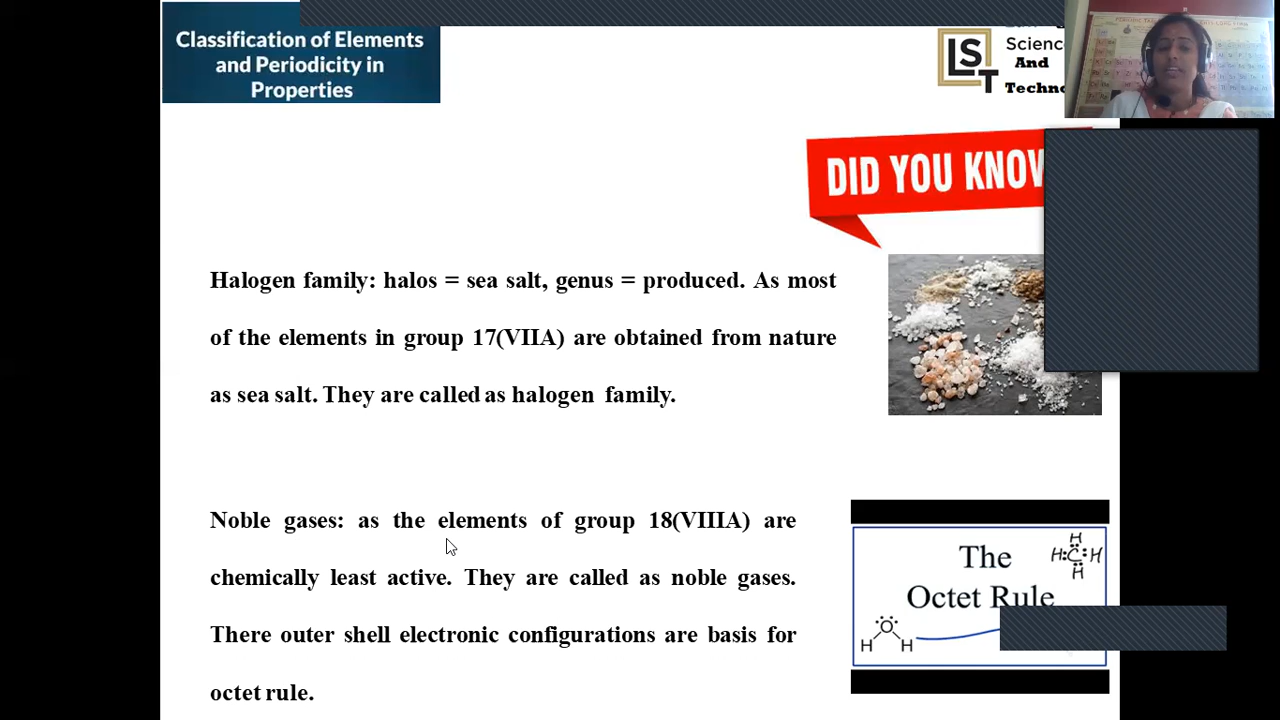 Classification of Elements
and Periodicity in
Properties
LST
Science
And
DID YOU
Halogen family: halos = sea salt, genus = produced. As most
of the elements in group 17(VIIA) are obtained from nature
as sea salt. They are called as halogen family.
Noble gases: as the elements of group 18(VIIIA) are
chemically least active. They are called as noble gases.
There outer shell electronic configurations are basis for
octet rule.
The
Octet Rule
H
H:C:H
H
O
H H